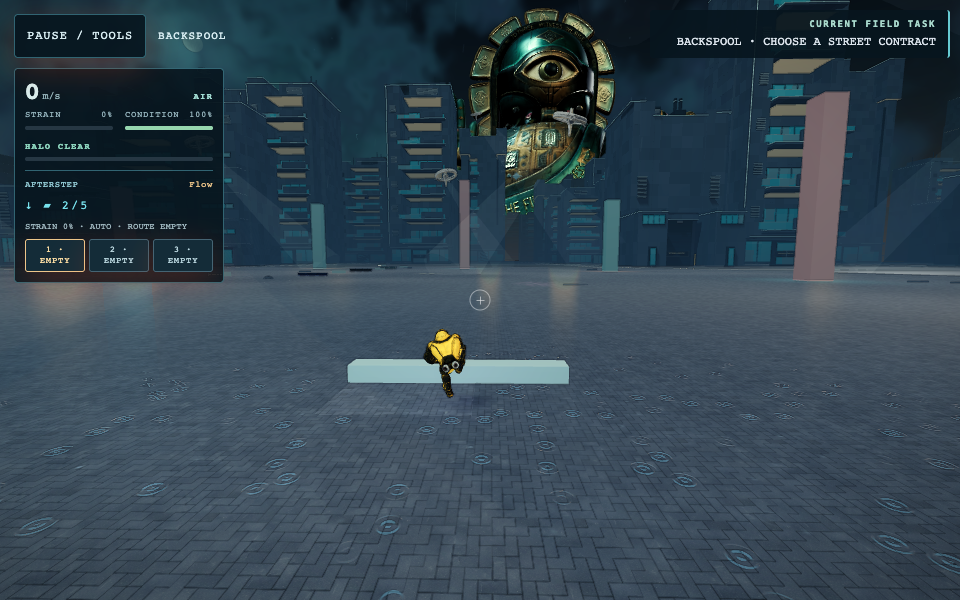 PAUSE / TOOLS
BACKSPOOL
CURRENT FIELD TASK
BACKSPOOL · CHOOSE A STREET CONTRACT
0 m/s
AIR
STRAIN 0%
CONDITION 100%
HALO CLEAR
AFTERSTEP
Flow
↓ ▰ 2/5
STRAIN 0% · AUTO · ROUTE EMPTY
1 · EMPTY
2 · EMPTY
3 · EMPTY